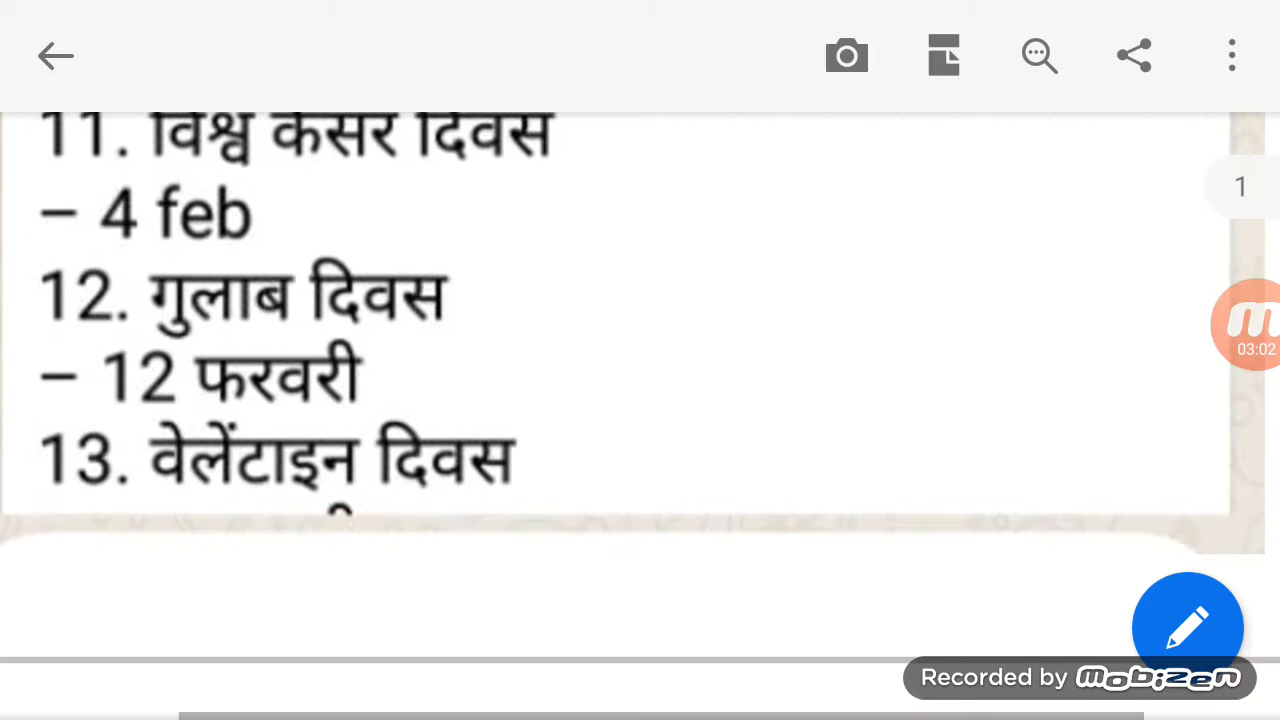 11. विश्व कैंसर दिवस
– 4 feb
12. गुलाब दिवस
– 12 फरवरी
13. वेलेंटाइन दिवस
1
03:02
Recorded by mobizen